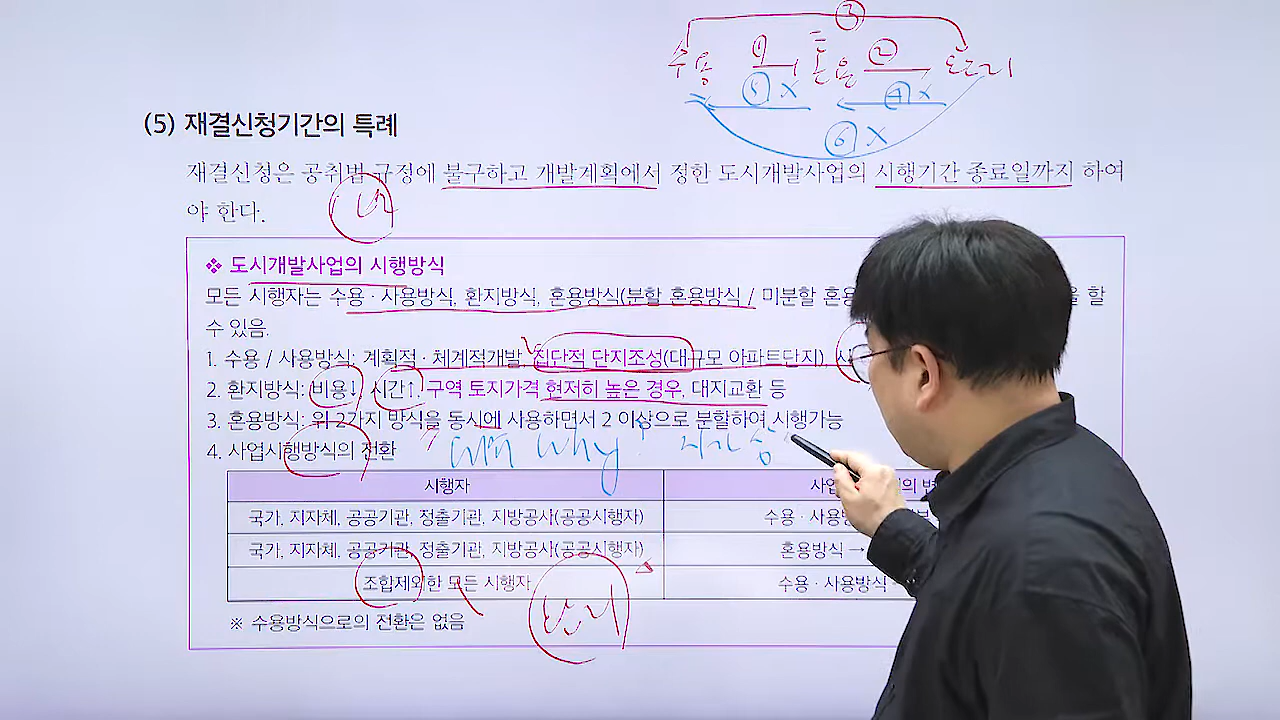 ③
수용 ① 혼용 ② 환지
⑤ X ④ X
⑥ X
(5) 재결신청기간의 특례
재결신청은 공취법 규정에 불구하고 개발계획에서 정한 도시개발사업의 시행기간 종료일까지 하여
야 한다.
❖ 도시개발사업의 시행방식
모든 시행자는 수용 · 사용방식, 환지방식, 혼용방식(분할 혼용방식 / 미분할 혼용 을 할
수 있음.
1. 수용 / 사용방식: 계획적 · 체계적개발, 집단적 단지조성(대규모 아파트단지),
2. 환지방식: 비용↓, 시간↑, 구역 토지가격 현저히 높은 경우, 대지교환 등
3. 혼용방식: 위 2가지 방식을 동시에 사용하면서 2 이상으로 분할하여 시행가능
4. 사업시행방식의 전환
why?
시행자
국가, 지자체, 공공기관, 정출기관, 지방공사(공공시행자) 수용 · 사용
국가, 지자체, 공공기관, 정출기관, 지방공사(공공시행자) 혼용방식 →
조합제외한 모든 시행자 수용 · 사용방식
※ 수용방식으로의 전환은 없음